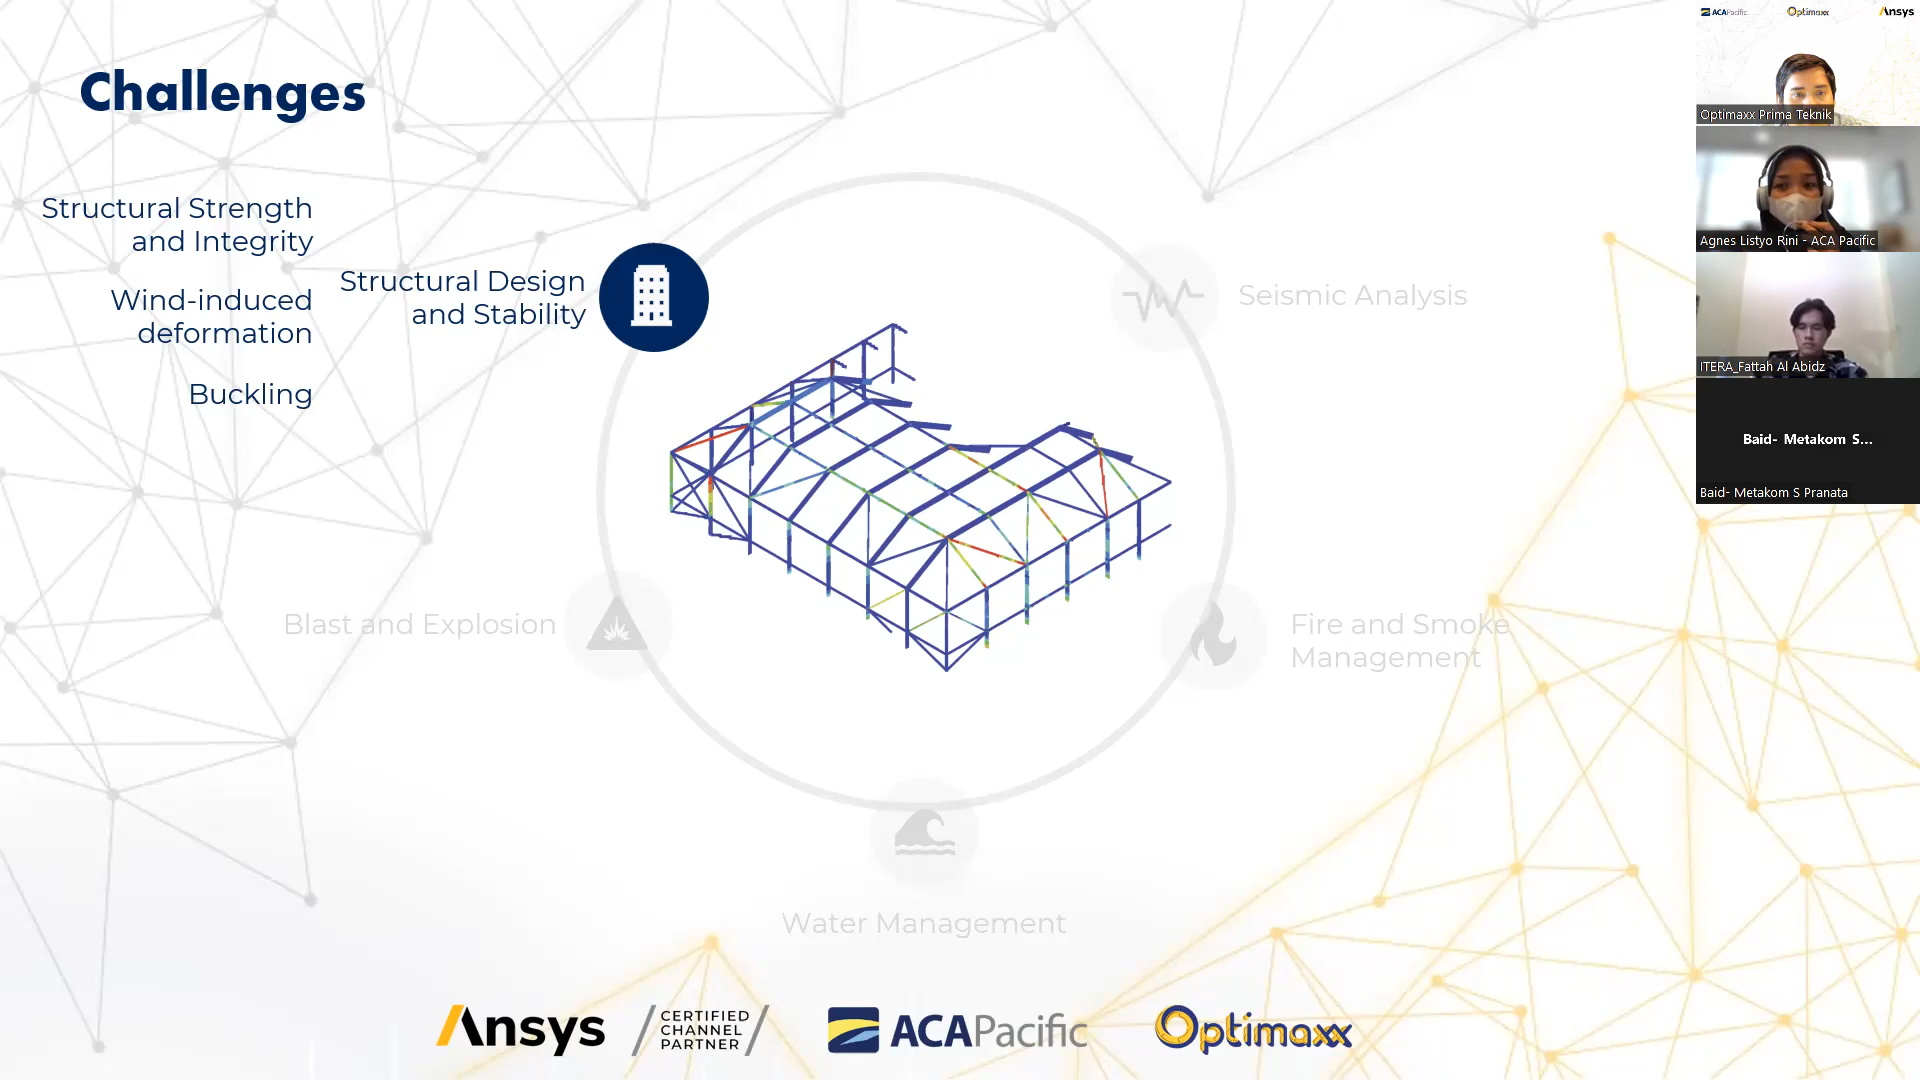 Challenges
Structural Strength
and Integrity
Wind-induced
deformation
Buckling
Structural Design
and Stability
Seismic Analysis
Blast and Explosion
Fire and Smoke
Management
Water Management
Ansys
CERTIFIED
CHANNEL
PARTNER
ACAPacific
Optimaxx
ACAPacific
Optimaxx
Ansys
Optimaxx Prima Teknik
Agnes Listyo Rini - ACA Pacific
ITERA_Fattah Al Abidz
Baid- Metakom S...
Baid- Metakom S Pranata